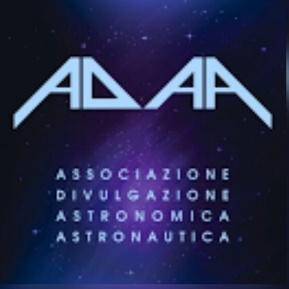 ADAA
ASSOCIAZIONE
DIVULGAZIONE
ASTRONOMICA
ASTRONAUTICA